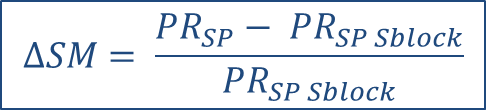 ΔSM = (PR_SP − PR_SP Sblock) / PR_SP Sblock